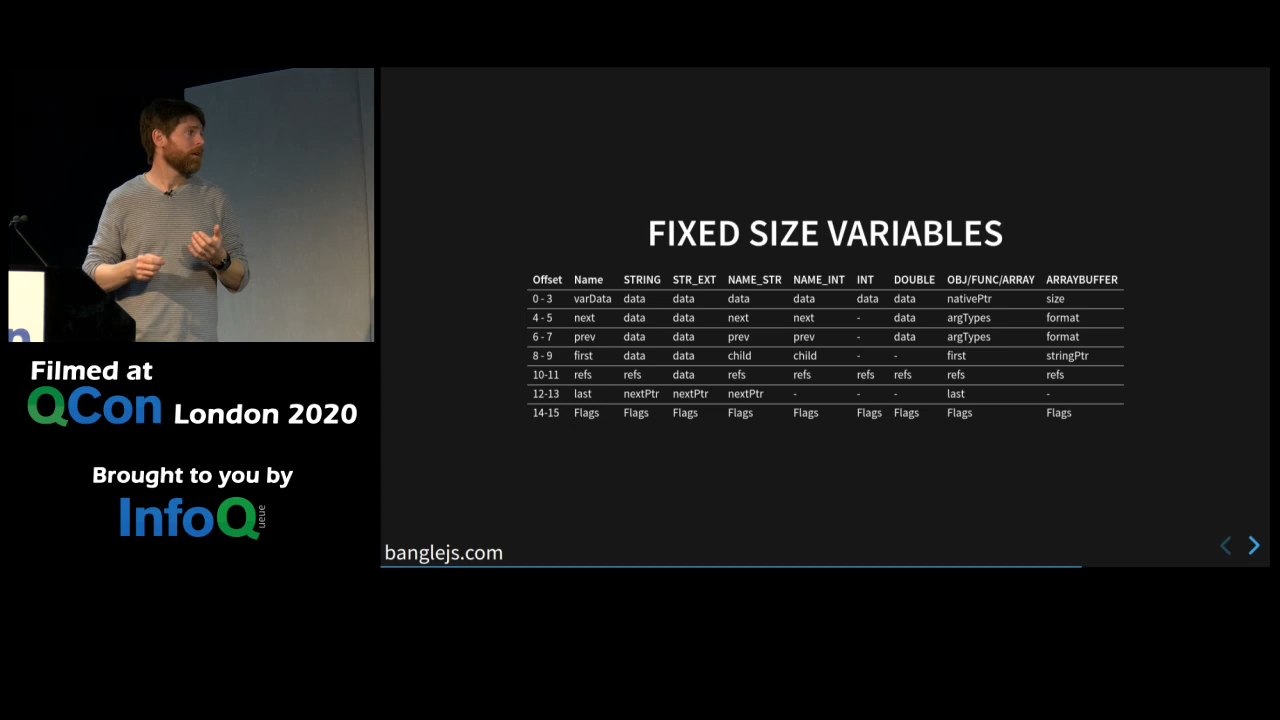 FIXED SIZE VARIABLES
Offset Name STRING STR_EXT NAME_STR NAME_INT INT DOUBLE OBJ/FUNC/ARRAY ARRAYBUFFER
0 - 3 varData data data data data data data nativePtr size
4 - 5 next data data next next - data argTypes format
6 - 7 prev data data prev prev - data argTypes format
8 - 9 first data data child child - - first stringPtr
10-11 refs refs data refs refs refs refs refs refs
12-13 last nextPtr nextPtr nextPtr - - - last -
14-15 Flags Flags Flags Flags Flags Flags Flags Flags Flags
banglejs.com
n
Filmed at
QCon London 2020
Brought to you by
InfoQueue